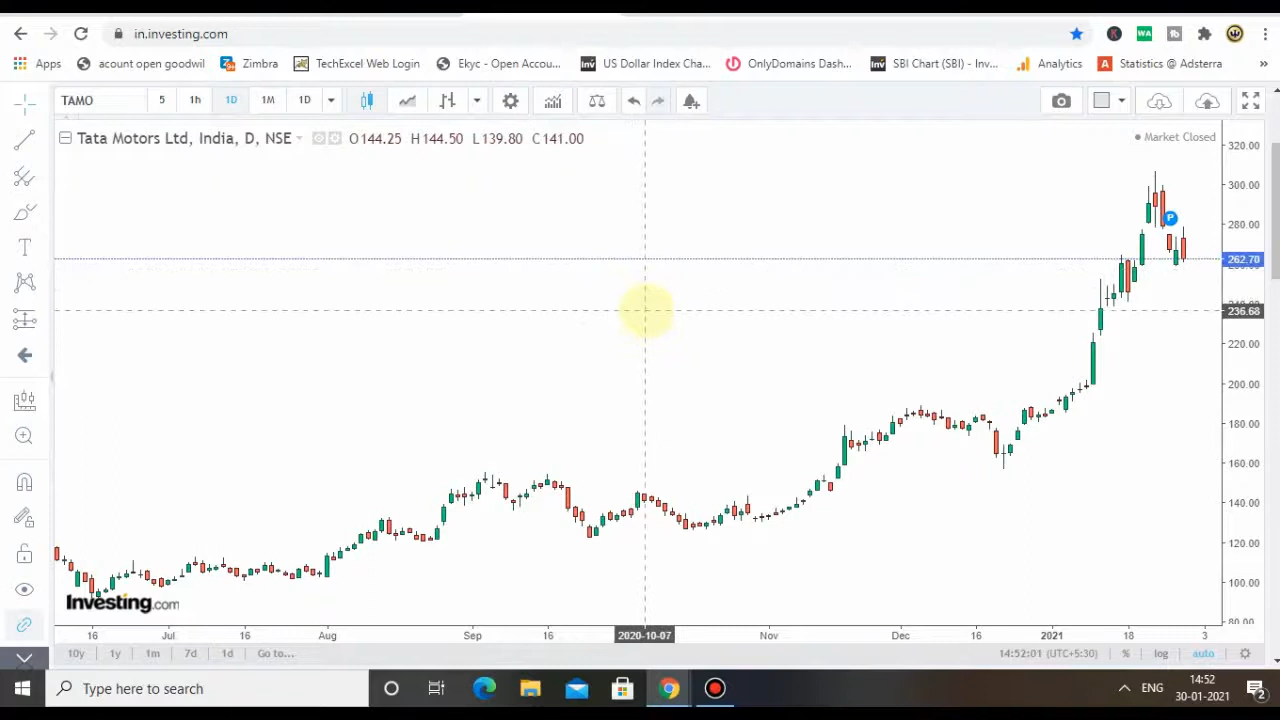 in.investing.com
Apps acount open goodwil Zimbra TechExcel Web Login Ekyc - Open Accou... US Dollar Index Cha... OnlyDomains Dash... SBI Chart (SBI) - Inv... Analytics Statistics @ Adsterra »
TAMO 5 1h 1D 1M 1D
Tata Motors Ltd, India, D, NSE O144.25 H144.50 L139.80 C141.00
Market Closed
320.00
300.00
P
280.00
262.70
236.68
220.00
200.00
180.00
160.00
140.00
120.00
100.00
Investing.com
80.00
16 Jul 16 Aug Sep 16 2020-10-07 Nov Dec 16 2021 18 3
10y 1y 1m 7d 1d Go to... 14:52:01 (UTC+5:30) % log auto
Type here to search
ENG
14:52
30-01-2021
2